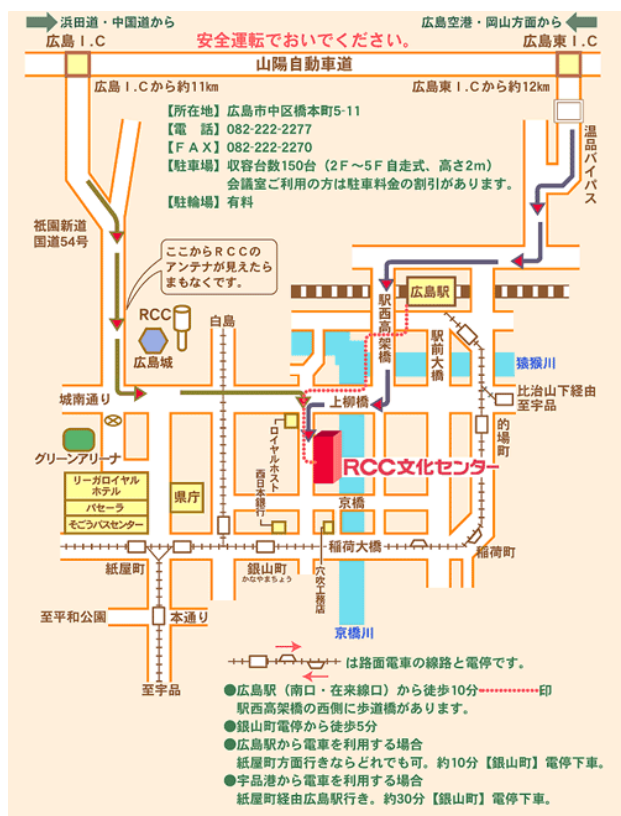 浜田道・中国道から
広島空港・岡山方面から
広島I.C
安全運転でおいでください。
広島東I.C
山陽自動車道
広島I.Cから約11km
広島東I.Cから約12km
【所在地】広島市中区橋本町5-11
【電　話】082-222-2277
【ＦＡＸ】082-222-2270
【駐車場】収容台数150台（2F～5F自走式、高さ2m）
会議室ご利用の方は駐車料金の割引があります。
【駐輪場】有料
温品バイパス
祇園新道
国道54号
ここからRCCの
アンテナが見えたら
まもなくです。
広島駅
RCC
白島
駅西高架橋
駅前大橋
広島城
猿猴川
城南通り
上柳橋
比治山下経由
至宇品
グリーンアリーナ
ロイヤルホスト
的場町
RCC文化センター
リーガロイヤル
ホテル
パセーラ
そごうバスセンター
県庁
西日本銀行
京橋
紙屋町
銀山町
かなやまちょう
稲荷大橋
稲荷町
穴吹工務店
至平和公園
本通り
京橋川
至宇品
は路面電車の線路と電停です。
●広島駅（南口・在来線口）から徒歩10分 印
駅西高架橋の西側に歩道橋があります。
●銀山町電停から徒歩5分
●広島駅から電車を利用する場合
紙屋町方面行きならどれでも可。約10分【銀山町】電停下車。
●宇品港から電車を利用する場合
紙屋町経由広島駅行き。約30分【銀山町】電停下車。